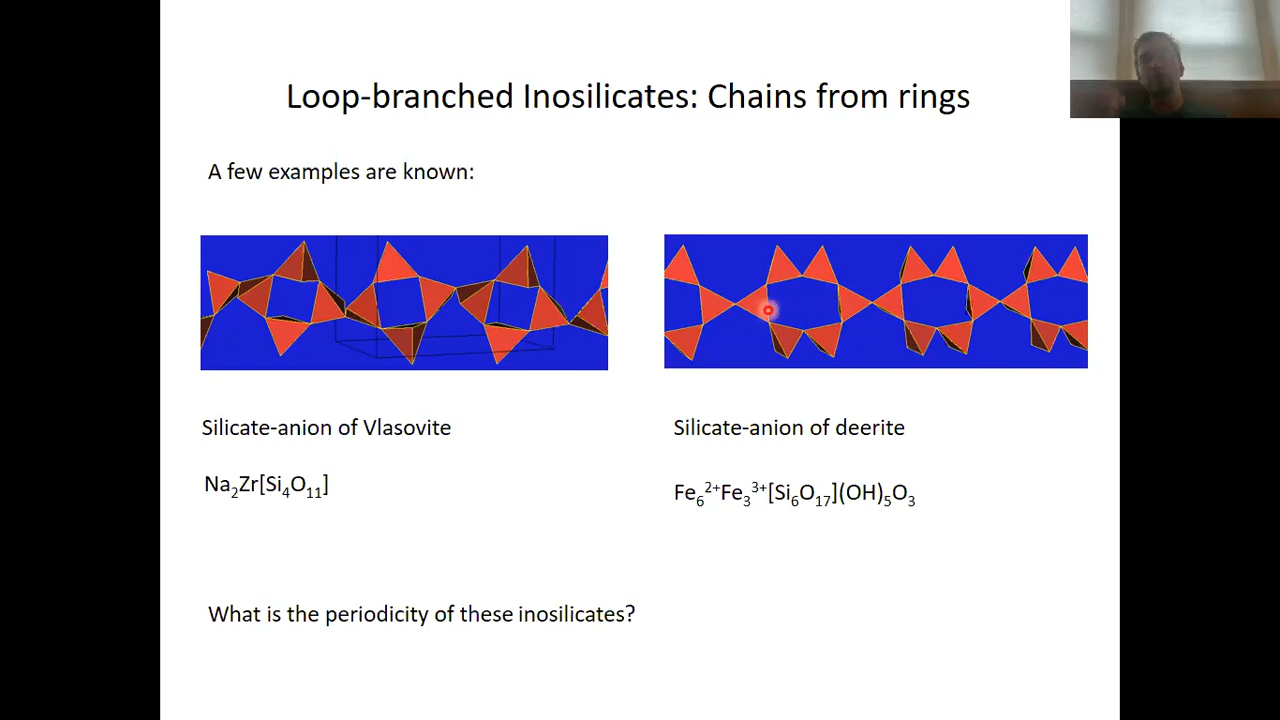 Loop-branched Inosilicates: Chains from rings
A few examples are known:
Silicate-anion of Vlasovite
Na₂Zr[Si₄O₁₁]
Silicate-anion of deerite
Fe₆²⁺Fe₃³⁺[Si₆O₁₇](OH)₅O₃
What is the periodicity of these inosilicates?